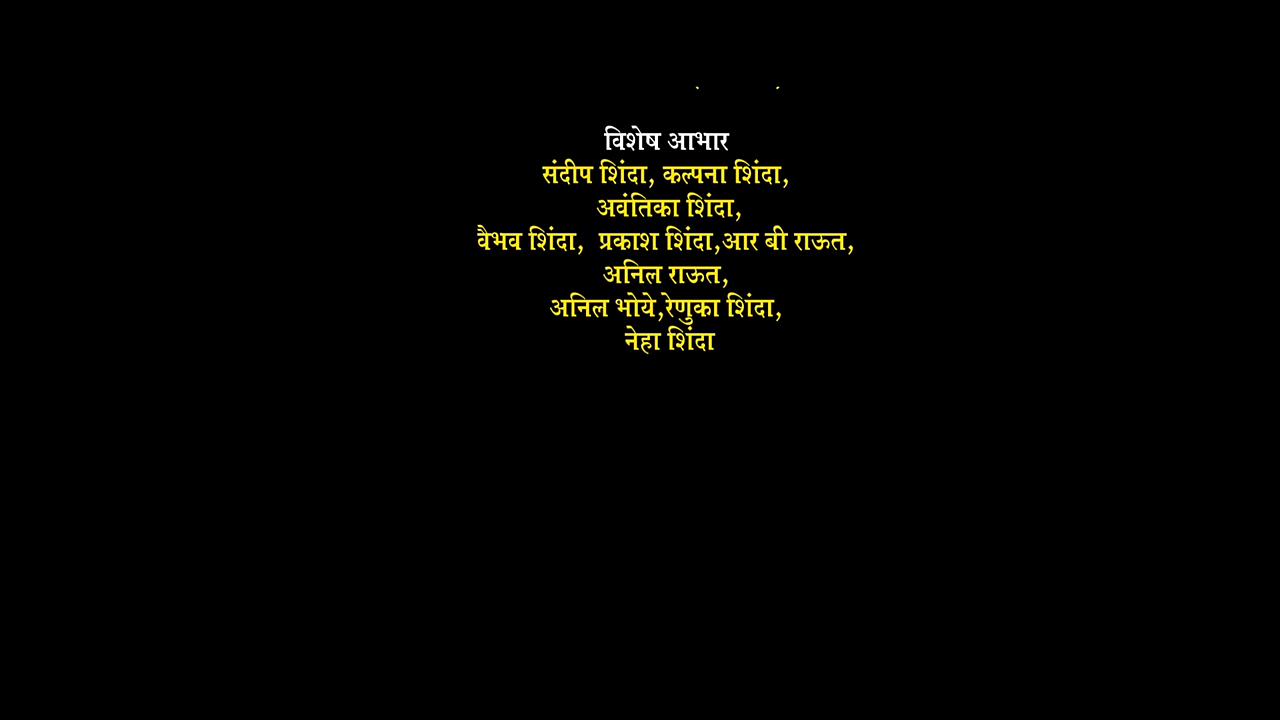 विशेष आभार
संदीप शिंदा, कल्पना शिंदा,
अवंतिका शिंदा,
वैभव शिंदा,  प्रकाश शिंदा,आर बी राऊत,
अनिल राऊत,
अनिल भोये,रेणुका शिंदा,
नेहा शिंदा